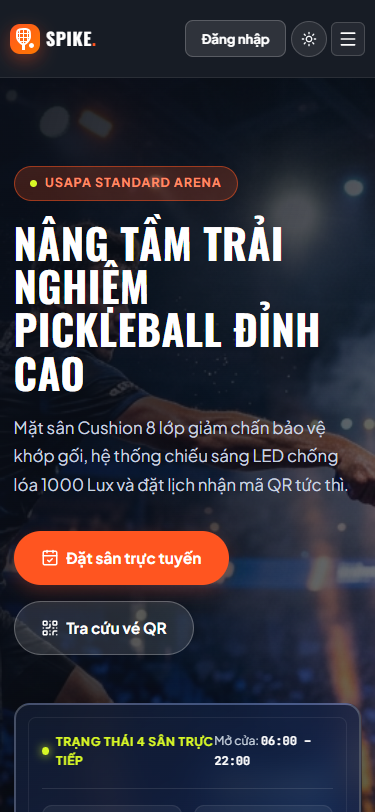 SPIKE.
Đăng nhập
USAPA STANDARD ARENA
NÂNG TẦM TRẢI
NGHIỆM
PICKLEBALL ĐỈNH
CAO
Mặt sân Cushion 8 lớp giảm chấn bảo vệ
khớp gối, hệ thống chiếu sáng LED chống
lóa 1000 Lux và đặt lịch nhận mã QR tức thì.
Đặt sân trực tuyến
Tra cứu vé QR
TRẠNG THÁI 4 SÂN TRỰC
TIẾP
Mở cửa: 06:00 –
22:00